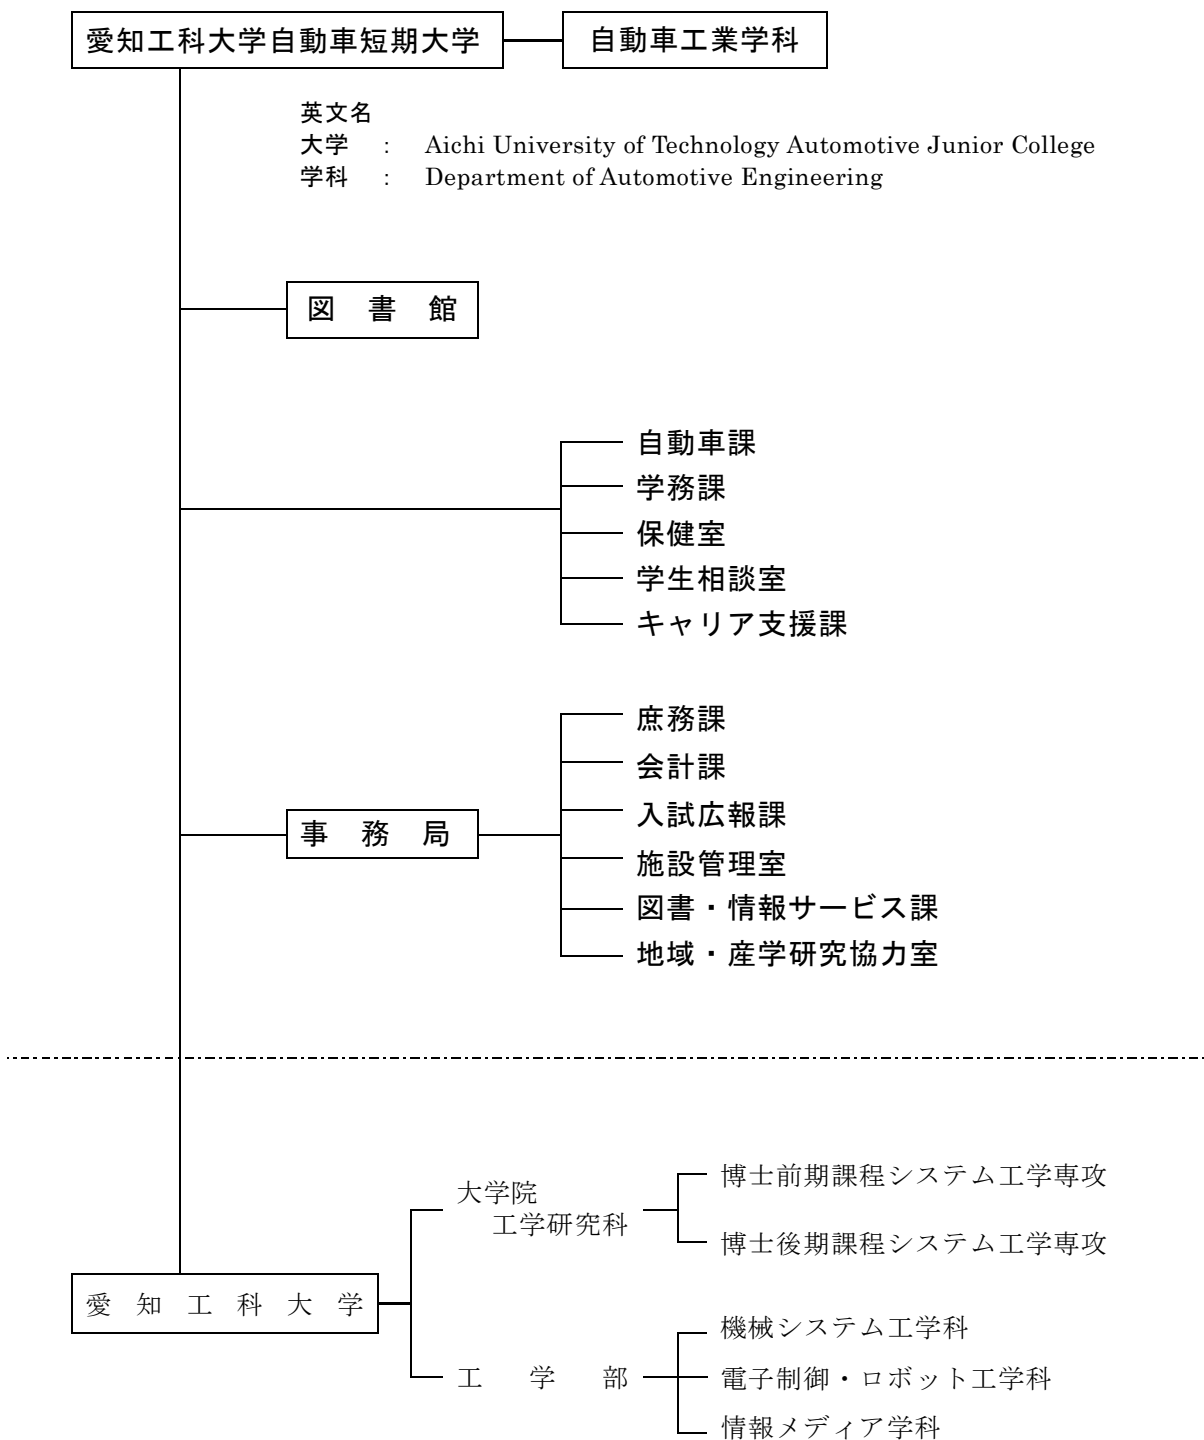 愛知工科大学自動車短期大学 自動車工業学科
英文名
大学 : Aichi University of Technology Automotive Junior College
学科 : Department of Automotive Engineering
図書館
自動車課
学務課
保健室
学生相談室
キャリア支援課
庶務課
会計課
入試広報課
事務局
施設管理室
図書・情報サービス課
地域・産学研究協力室
大学院
工学研究科
博士前期課程システム工学専攻
博士後期課程システム工学専攻
愛知工科大学
工学部
機械システム工学科
電子制御・ロボット工学科
情報メディア学科